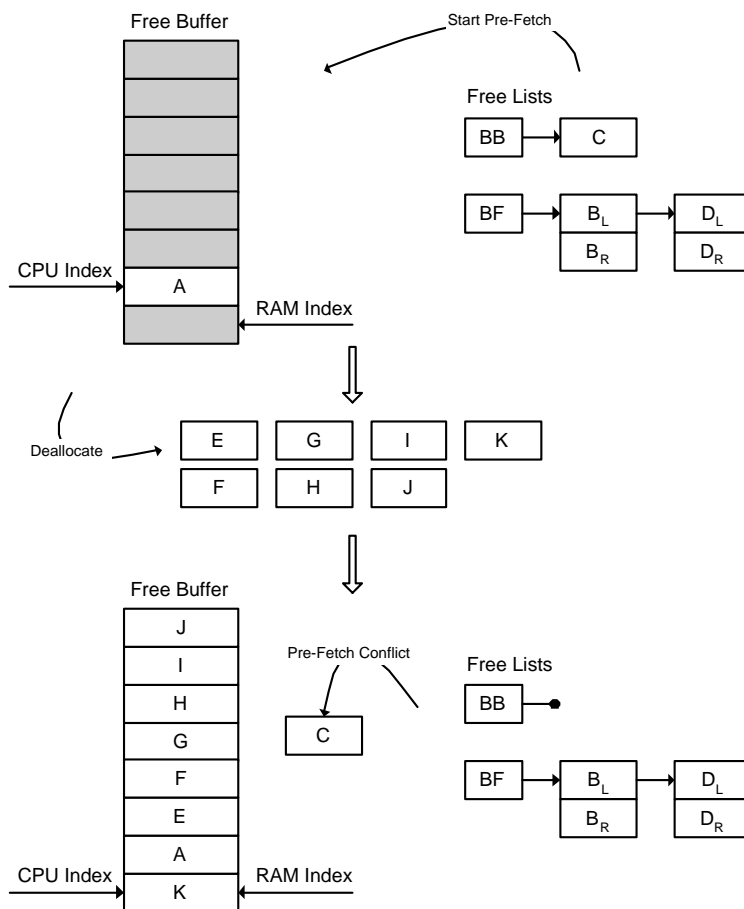 Free Buffer
Start Pre-Fetch
Free Lists
BB
C
BF
B_L
D_L
B_R
D_R
CPU Index
A
RAM Index
E
G
I
K
Deallocate
F
H
J
Free Buffer
J
I
H
G
F
E
A
K
Pre-Fetch Conflict
C
Free Lists
BB
BF
B_L
D_L
B_R
D_R
CPU Index
RAM Index